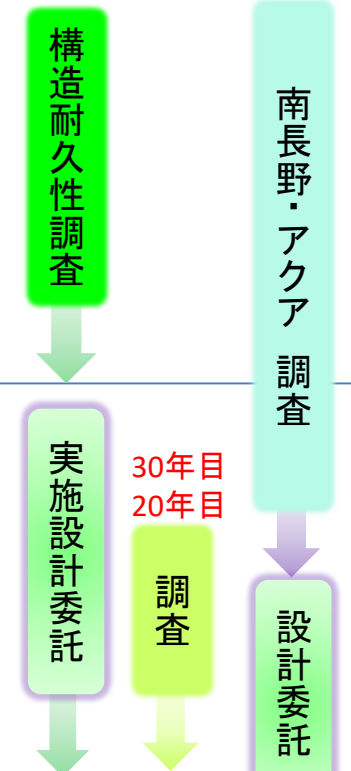 構造耐久性調査
南長野・アクア 調査
実施設計委託
30年目
20年目
調査
設計委託